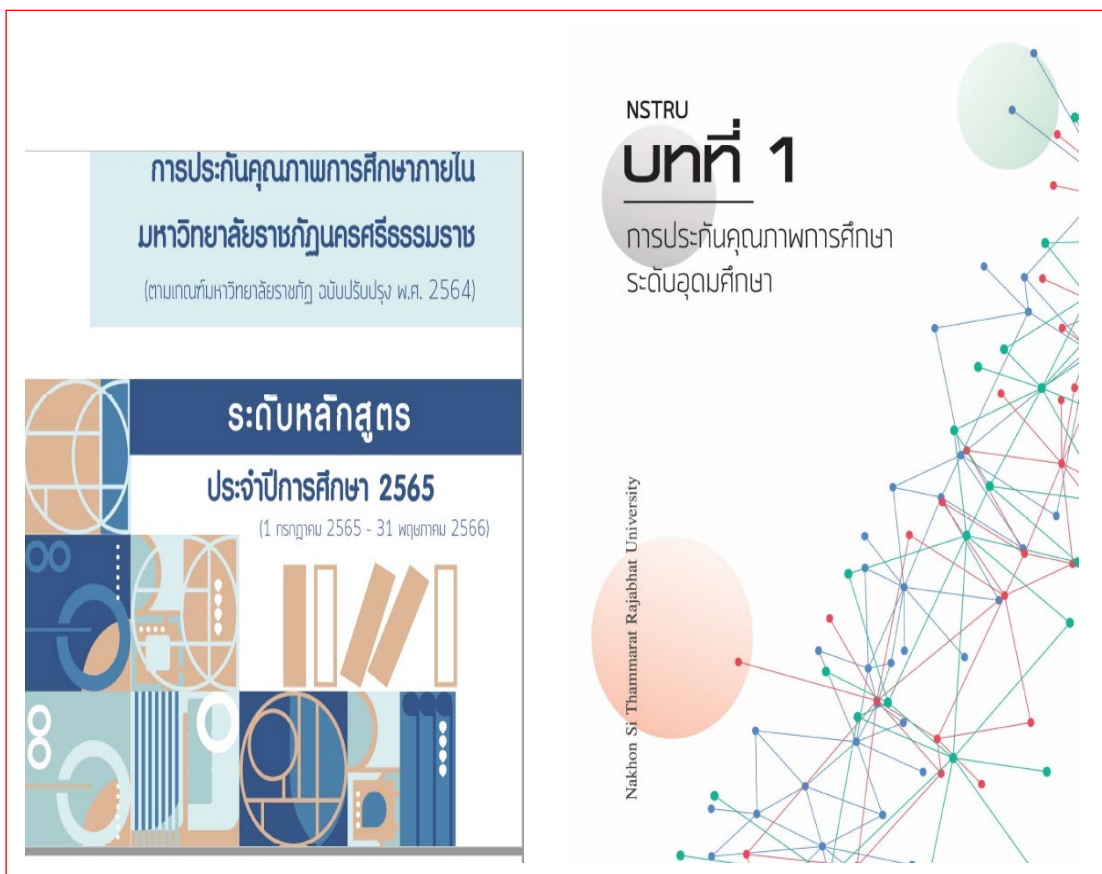 การประกันคุณภาพการศึกษาภายใน
มหาวิทยาลัยราชภัฏนครศรีธรรมราช
(ตามเกณฑ์มหาวิทยาลัยราชภัฏ ฉบับปรับปรุง พ.ศ. 2564)
ระดับหลักสูตร
ประจำปีการศึกษา 2565
(1 กรกฎาคม 2565 - 31 พฤษภาคม 2566)
NSTRU
บทที่ 1
การประกันคุณภาพการศึกษา
ระดับอุดมศึกษา
Nakhon Si Thammarat Rajabhat University